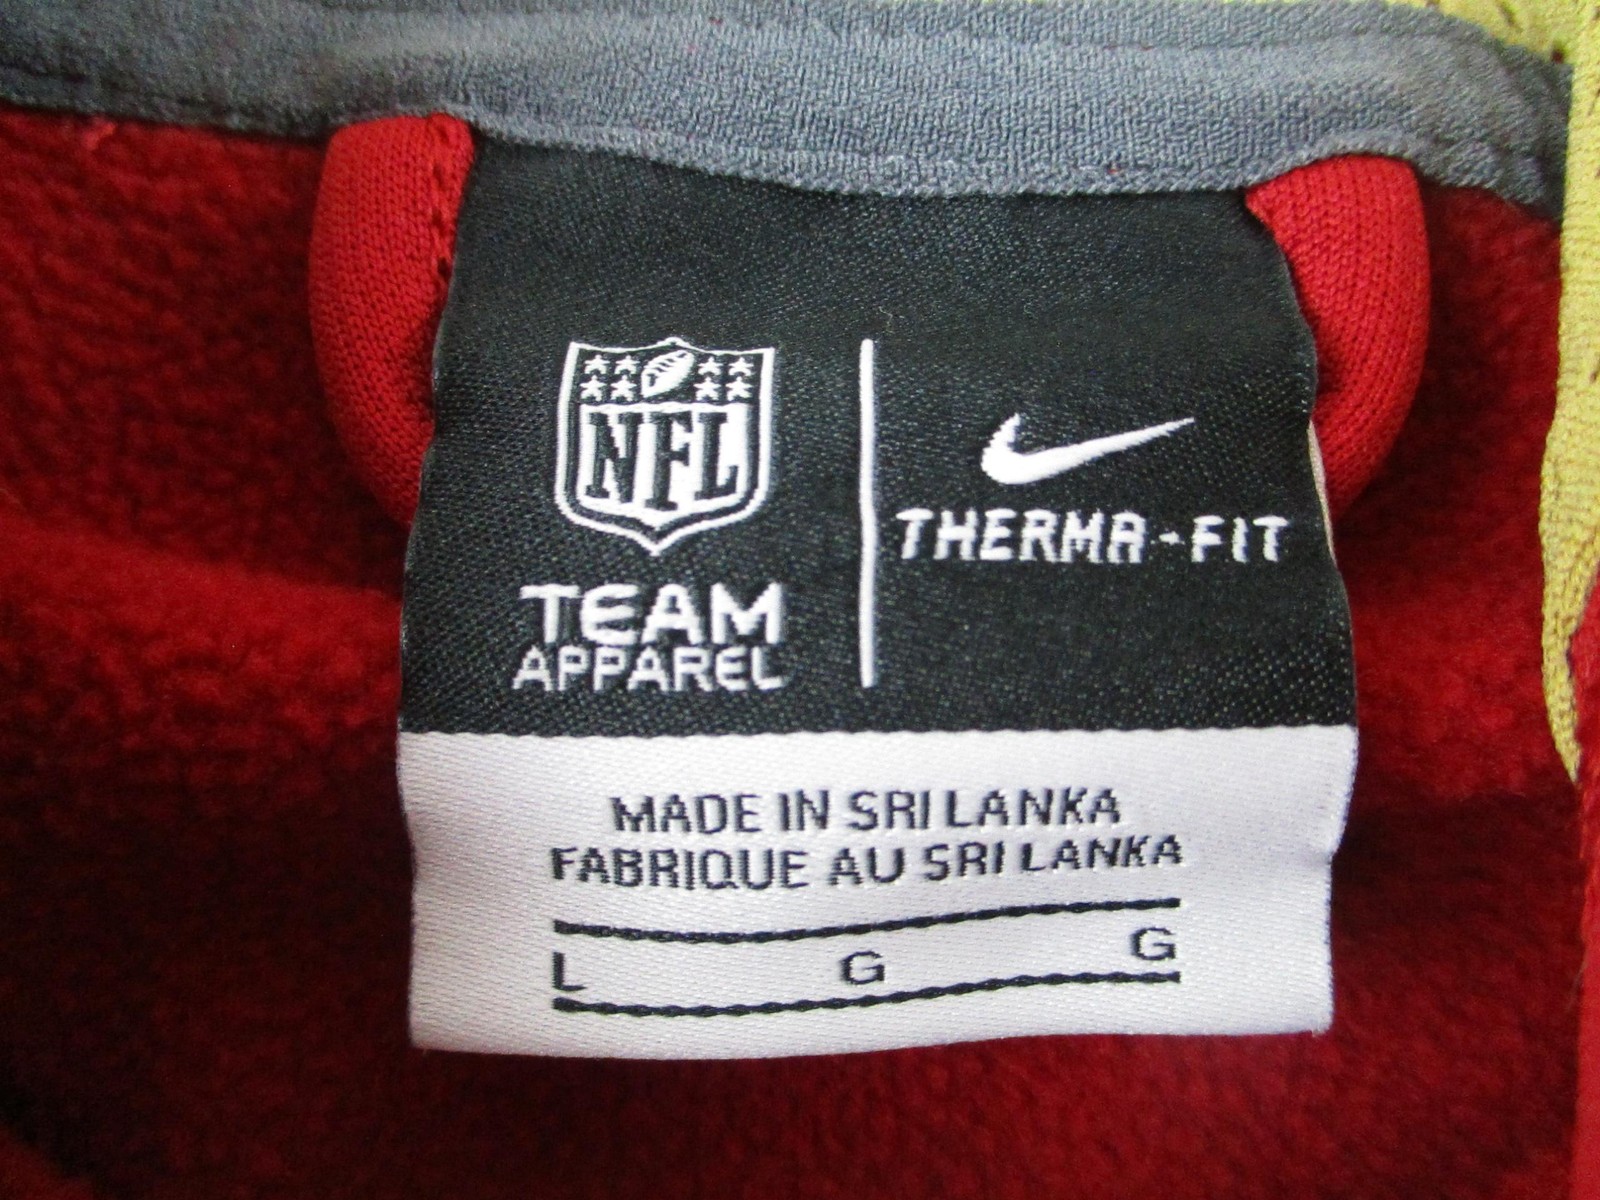 NFL
TEAM
APPAREL
THERMA-FIT
MADE IN SRI LANKA
FABRIQUE AU SRI LANKA
L G G